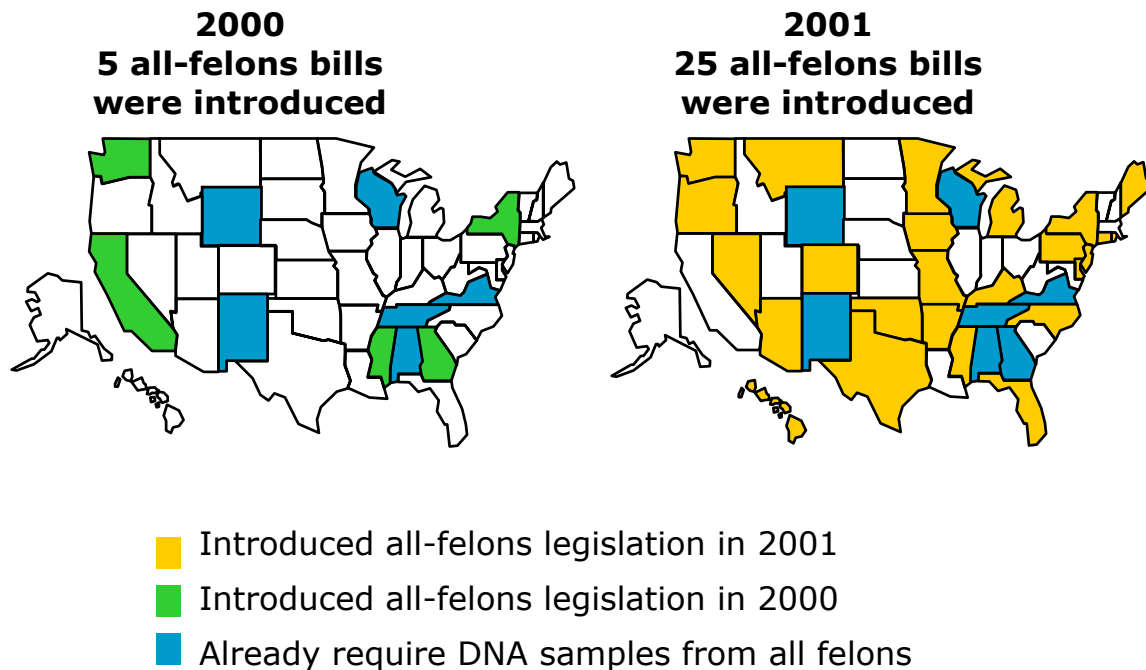 2000
5 all-felons bills
were introduced
2001
25 all-felons bills
were introduced
Introduced all-felons legislation in 2001
Introduced all-felons legislation in 2000
Already require DNA samples from all felons